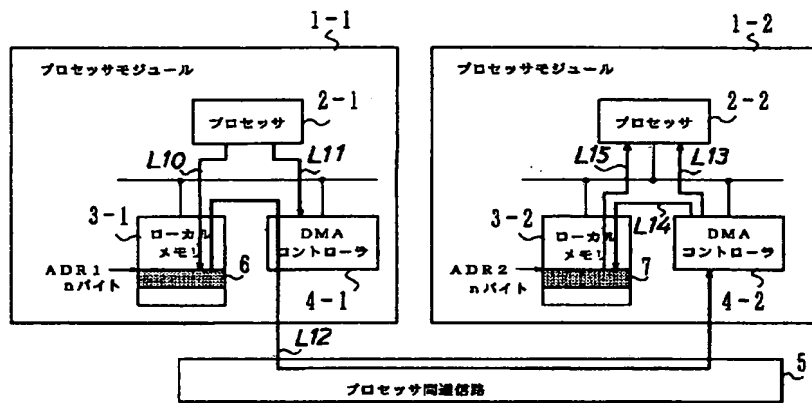 1-1
プロセッサモジュール
2-1
プロセッサ
L10
L11
3-1
ローカル
メモリ
DMA
コントローラ
ADR1
nバイト
6
4-1
L12
1-2
プロセッサモジュール
2-2
プロセッサ
L15
L13
3-2
ローカル
メモリ
L14
DMA
コントローラ
ADR2
nバイト
7
4-2
5
プロセッサ間通信路